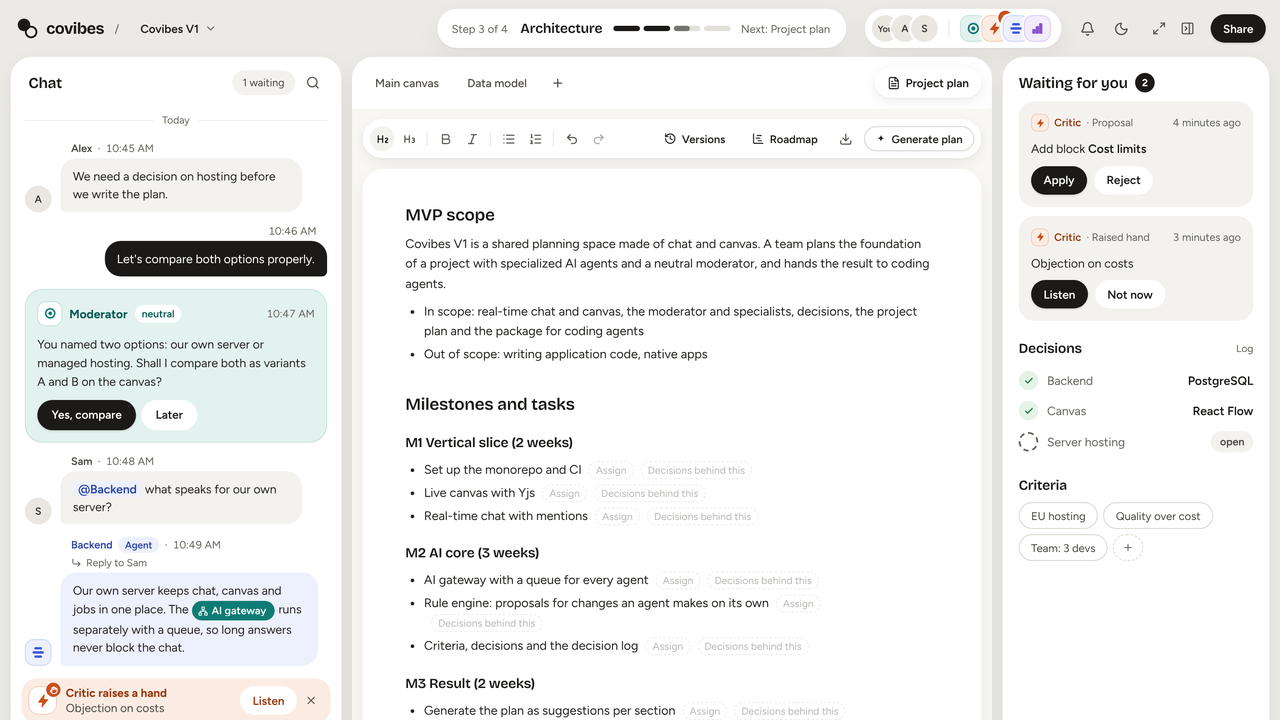 covibes / Covibes V1
Step 3 of 4 Architecture Next: Project plan
You A S
Share
Chat
1 waiting
Today
Alex · 10:45 AM
We need a decision on hosting before
we write the plan.
A
10:46 AM
Let's compare both options properly.
Moderator neutral 10:47 AM
You named two options: our own server or
managed hosting. Shall I compare both as variants
A and B on the canvas?
Yes, compare Later
Sam · 10:48 AM
@Backend what speaks for our own
server?
S
Backend Agent · 10:49 AM
Reply to Sam
Our own server keeps chat, canvas and
jobs in one place. The AI gateway runs
separately with a queue, so long answers
never block the chat.
Critic raises a hand
Objection on costs
Listen
Main canvas Data model +
Project plan
H2 H3 B I Versions Roadmap Generate plan
MVP scope
Covibes V1 is a shared planning space made of chat and canvas. A team plans the foundation
of a project with specialized AI agents and a neutral moderator, and hands the result to coding
agents.
• In scope: real-time chat and canvas, the moderator and specialists, decisions, the project
plan and the package for coding agents
• Out of scope: writing application code, native apps
Milestones and tasks
M1 Vertical slice (2 weeks)
• Set up the monorepo and CI Assign Decisions behind this
• Live canvas with Yjs Assign Decisions behind this
• Real-time chat with mentions Assign Decisions behind this
M2 AI core (3 weeks)
• AI gateway with a queue for every agent Assign Decisions behind this
• Rule engine: proposals for changes an agent makes on its own Assign
Decisions behind this
• Criteria, decisions and the decision log Assign Decisions behind this
M3 Result (2 weeks)
• Generate the plan as suggestions per section Assign Decisions behind this
Waiting for you 2
Critic · Proposal 4 minutes ago
Add block Cost limits
Apply Reject
Critic · Raised hand 3 minutes ago
Objection on costs
Listen Not now
Decisions Log
Backend PostgreSQL
Canvas React Flow
Server hosting open
Criteria
EU hosting Quality over cost
Team: 3 devs +